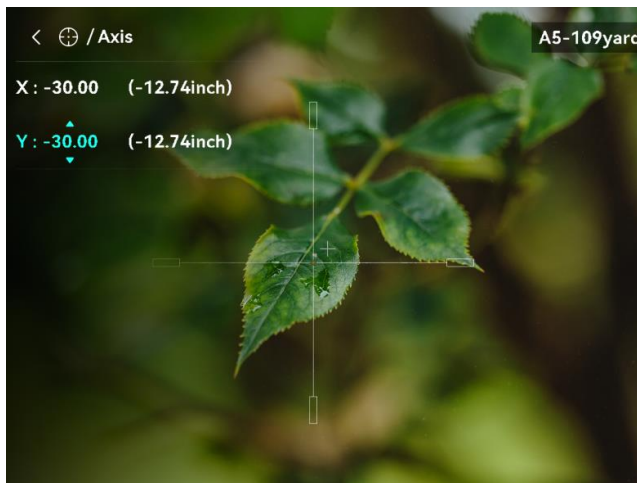 /Axis
A5-109yard
X : -30.00 (-12.74inch)
Y : -30.00 (-12.74inch)